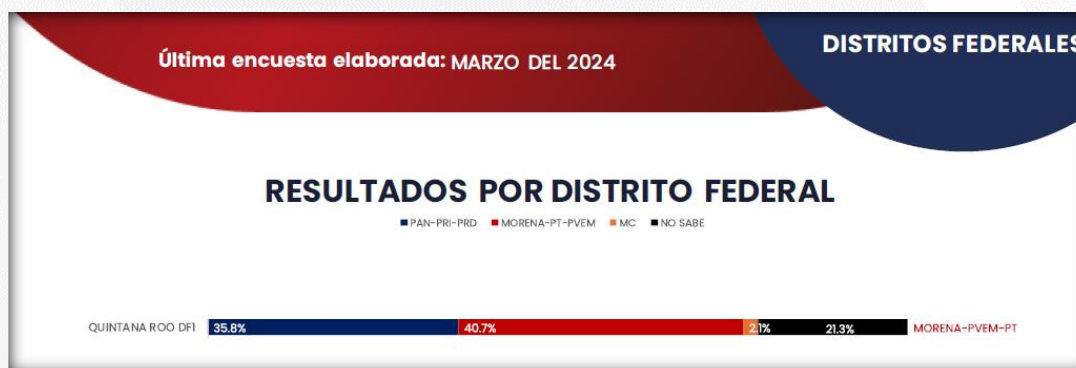 Última encuesta elaborada: MARZO DEL 2024
DISTRITOS FEDERALES
RESULTADOS POR DISTRITO FEDERAL
PAN-PRI-PRD MORENA-PT-PVEM MC NO SABE
QUINTANA ROO DF1 35.8% 40.7% 2.1% 21.3% MORENA-PVEM-PT